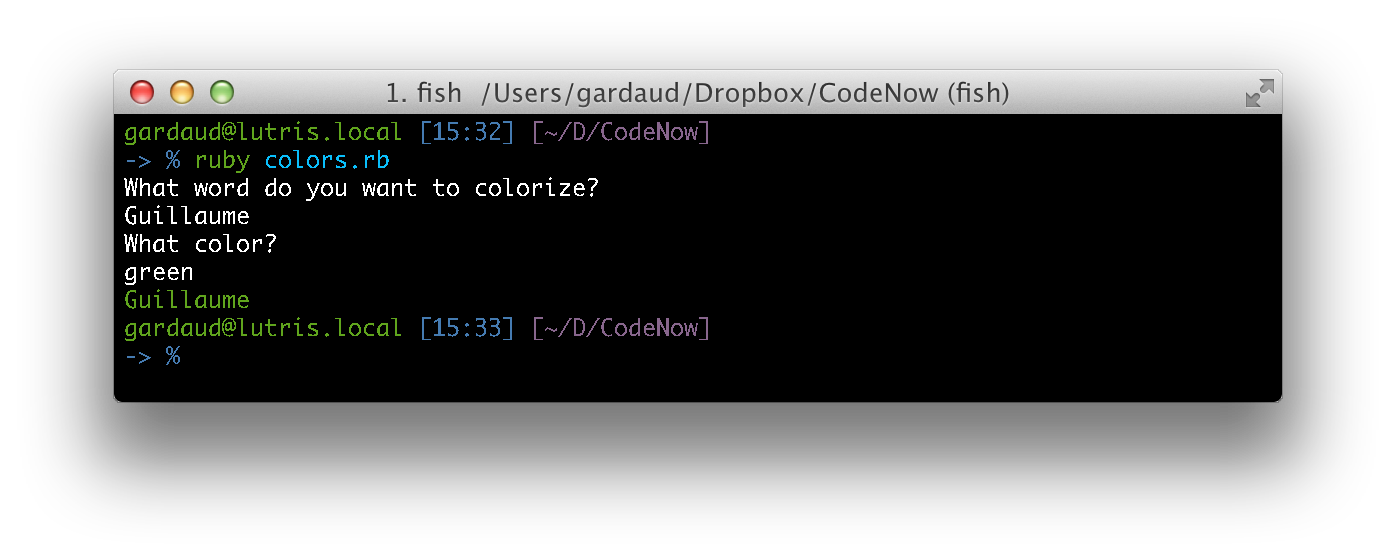 1. fish /Users/gardaud/Dropbox/CodeNow (fish)
gardaud@lutris.local [15:32] [~/D/CodeNow]
-> % ruby colors.rb
What word do you want to colorize?
Guillaume
What color?
green
Guillaume
gardaud@lutris.local [15:33] [~/D/CodeNow]
-> %